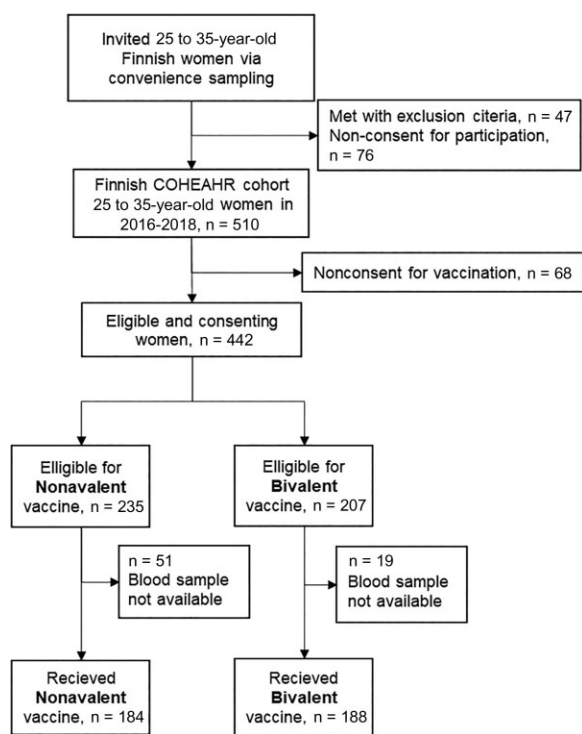 Invited 25 to 35-year-old
Finnish women via
convenience sampling
Met with exclusion citeria, n = 47
Non-consent for participation,
n = 76
Finnish COHEAHR cohort
25 to 35-year-old women in
2016-2018, n = 510
Nonconsent for vaccination, n = 68
Eligible and consenting
women, n = 442
Elligible for
Nonavalent
vaccine, n = 235
Elligible for
Bivalent
vaccine, n = 207
n = 51
Blood sample
not available
n = 19
Blood sample
not available
Recieved
Nonavalent
vaccine, n = 184
Recieved
Bivalent
vaccine, n = 188